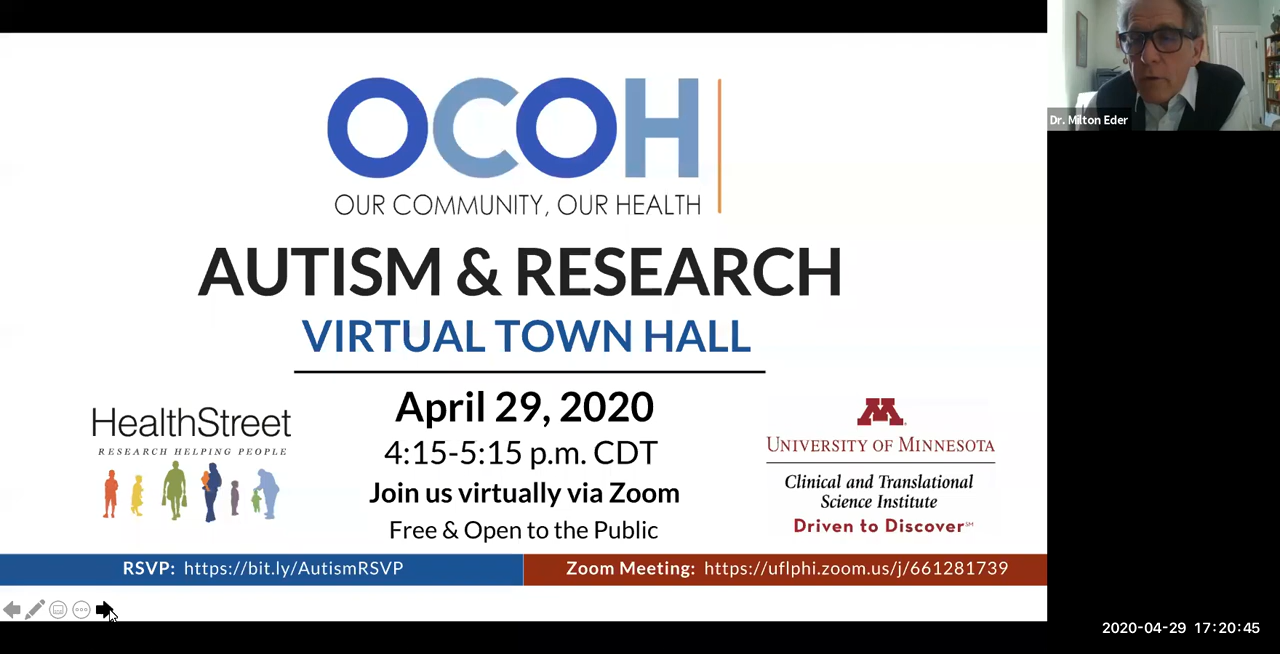 OCOH
OUR COMMUNITY, OUR HEALTH
AUTISM & RESEARCH
VIRTUAL TOWN HALL
April 29, 2020
4:15-5:15 p.m. CDT
Join us virtually via Zoom
Free & Open to the Public
HealthStreet
RESEARCH HELPING PEOPLE
M
UNIVERSITY OF MINNESOTA
Clinical and Translational
Science Institute
Driven to Discover℠
RSVP: https://bit.ly/AutismRSVP
Zoom Meeting: https://uflphi.zoom.us/j/661281739
Dr. Milton Eder
2020-04-29 17:20:45